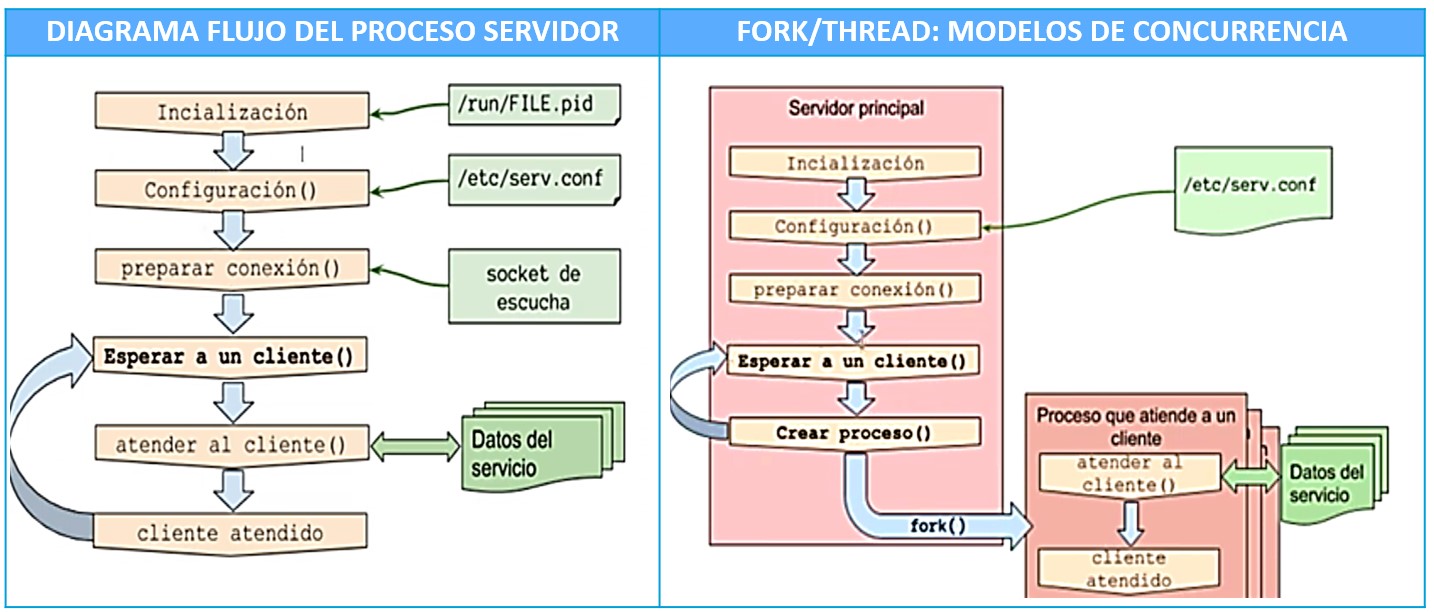 DIAGRAMA FLUJO DEL PROCESO SERVIDOR
Incialización
/run/FILE.pid
Configuración()
/etc/serv.conf
preparar conexión()
socket de
escucha
Esperar a un cliente()
atender al cliente()
Datos del
servicio
cliente atendido
FORK/THREAD: MODELOS DE CONCURRENCIA
Servidor principal
Incialización
Configuración()
/etc/serv.conf
preparar conexión()
Esperar a un cliente()
Crear proceso()
fork()
Proceso que atiende a un
cliente
atender al
cliente()
Datos del
servicio
cliente
atendido